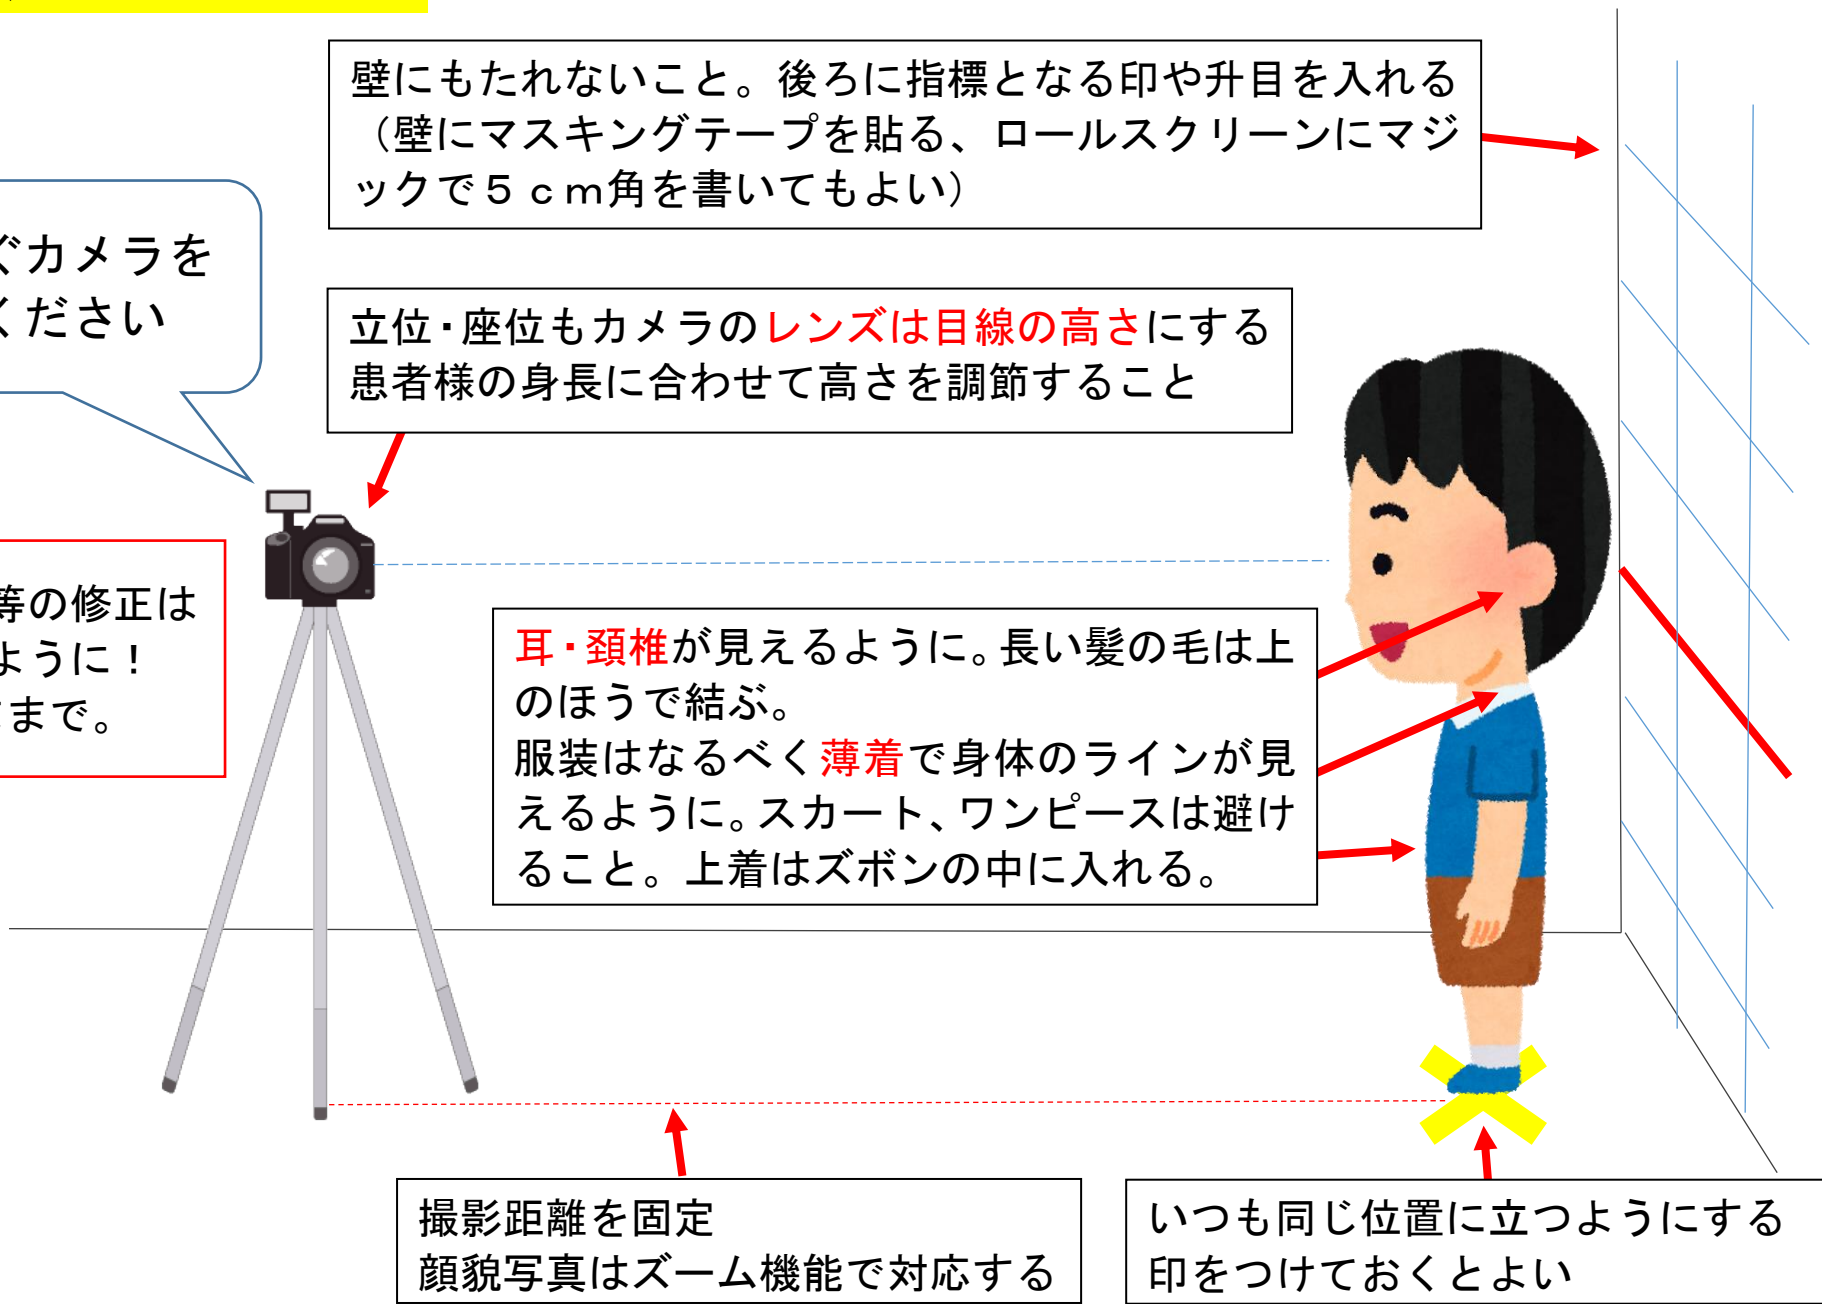 壁にもたれないこと。後ろに指標となる印や升目を入れる
（壁にマスキングテープを貼る、ロールスクリーンにマジ
ックで５ｃｍ角を書いてもよい）
ぐカメラを
ください
立位・座位もカメラのレンズは目線の高さにする
患者様の身長に合わせて高さを調節すること
等の修正は
ように！
まで。
耳・頚椎が見えるように。長い髪の毛は上
のほうで結ぶ。
服装はなるべく薄着で身体のラインが見
えるように。スカート、ワンピースは避け
ること。上着はズボンの中に入れる。
撮影距離を固定
顔貌写真はズーム機能で対応する
いつも同じ位置に立つようにする
印をつけておくとよい